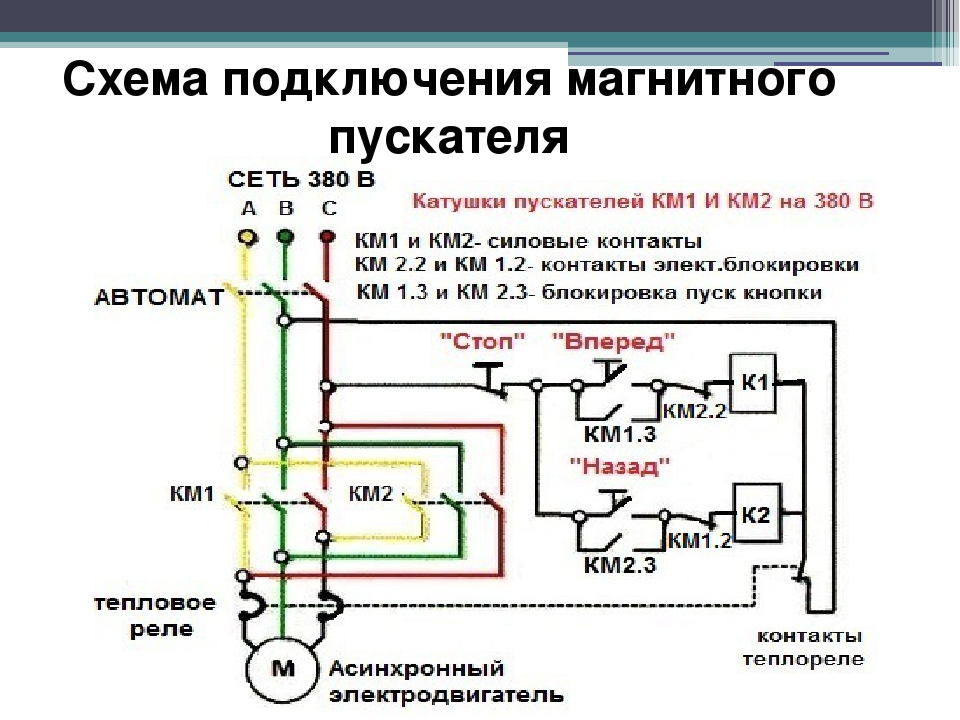 Схема подключения магнитного
пускателя
СЕТЬ 380 В
А В С
Катушки пускателей КМ1 И КМ2 на 380 В
КМ1 и КМ2- силовые контакты
КМ 2.2 и КМ 1.2- контакты элект.блокировки
КМ 1.3 и КМ 2.3- блокировка пуск кнопки
АВТОМАТ
"Стоп" "Вперед"
К1
КМ2.2
КМ1.3
"Назад"
КМ1
КМ2
К2
КМ1.2
КМ2.3
тепловое
реле
контакты
теплореле
М
Асинхронный
электродвигатель